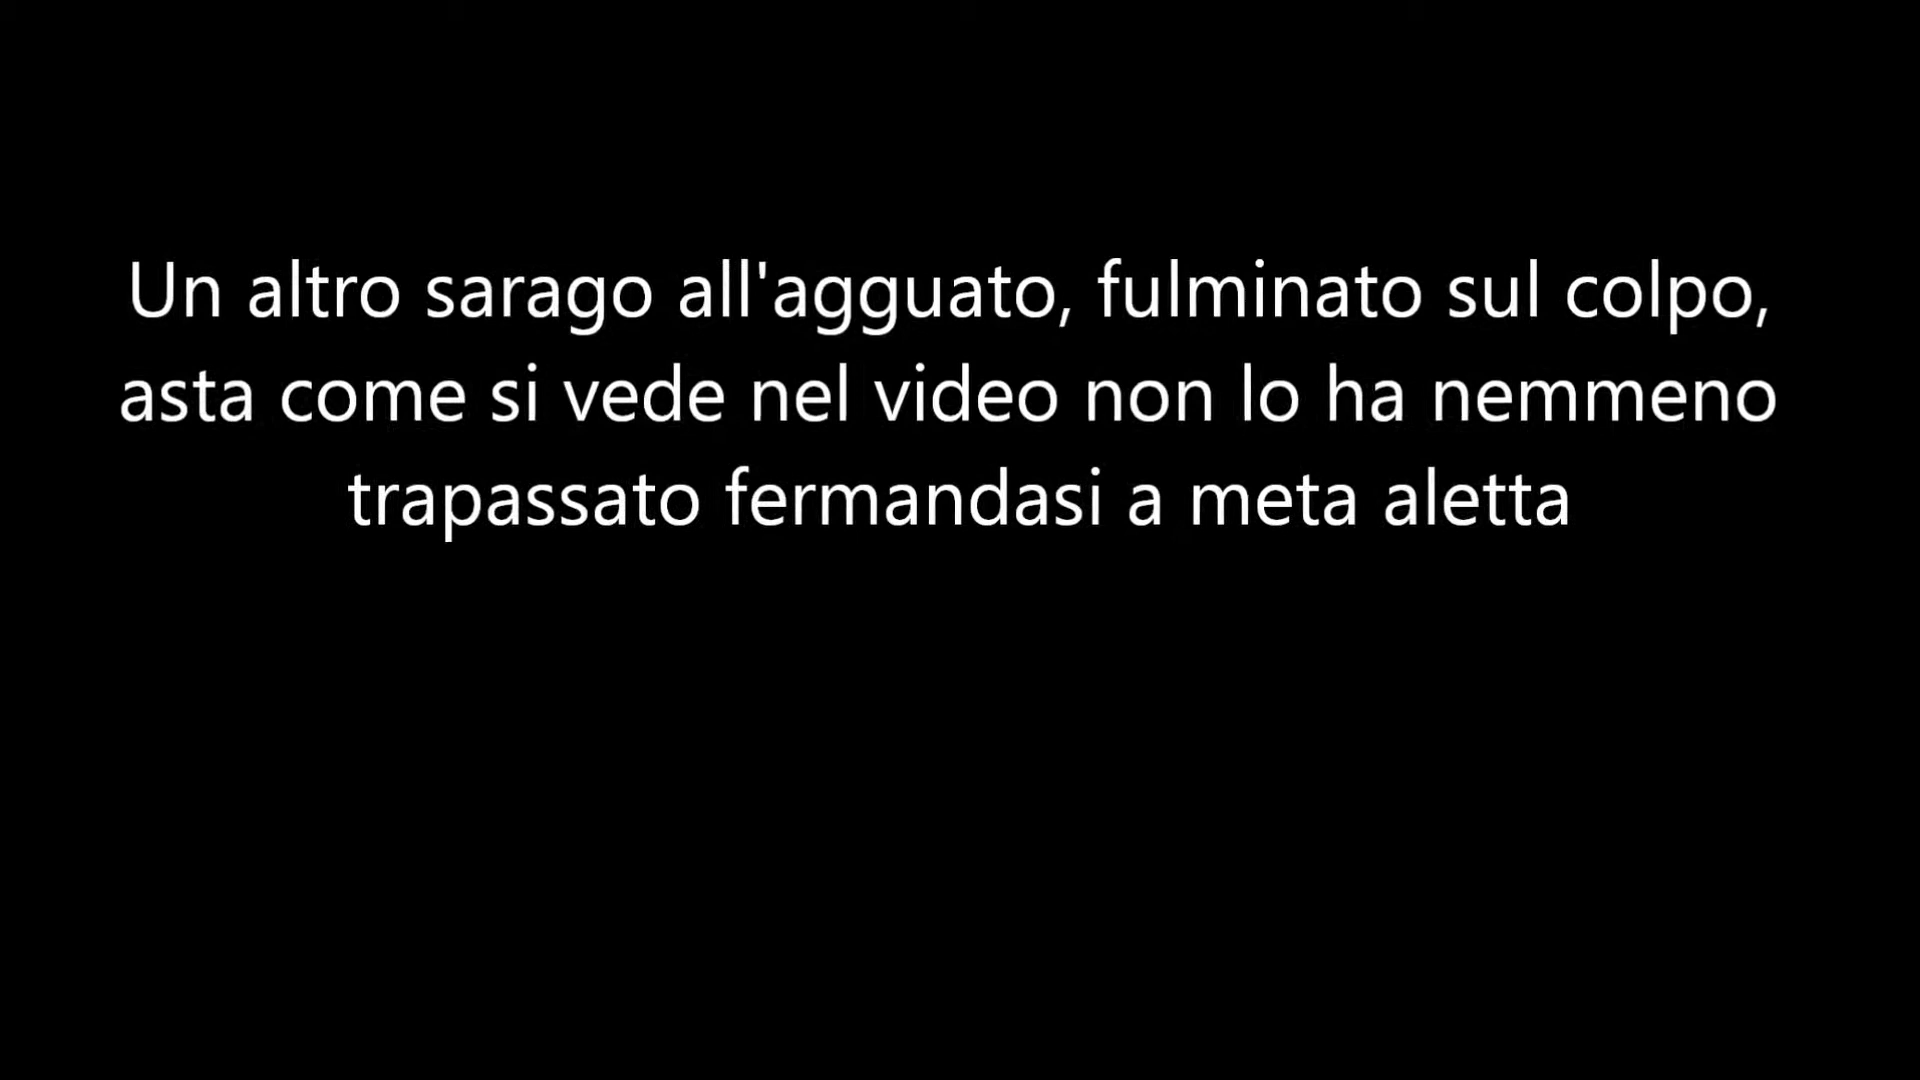 Un altro sarago all'agguato, fulminato sul colpo,
asta come si vede nel video non lo ha nemmeno
trapassato fermandasi a meta aletta